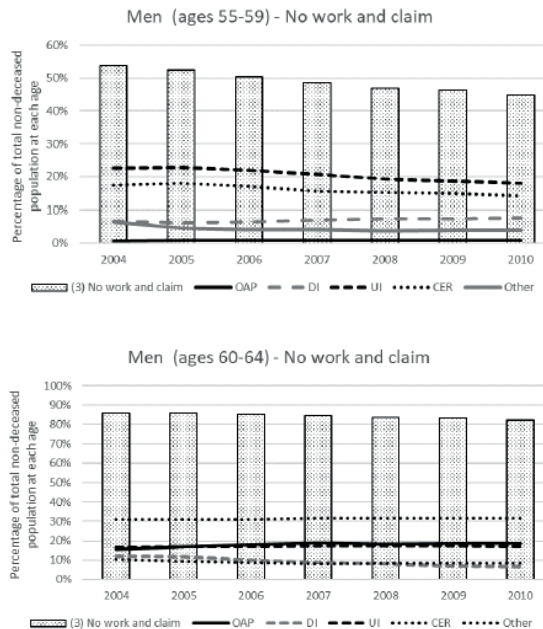 Men (ages 55-59) - No work and claim
Percentage of total non-deceased
population at each age
60%
50%
40%
30%
20%
10%
0%
2004 2005 2006 2007 2008 2009 2010
(3) No work and claim OAP DI UI CER Other
Men (ages 60-64) - No work and claim
Percentage of total non-deceased
population at each age
100%
90%
80%
70%
60%
50%
40%
30%
20%
10%
0%
2004 2005 2006 2007 2008 2009 2010
(3) No work and claim OAP DI UI CER Other